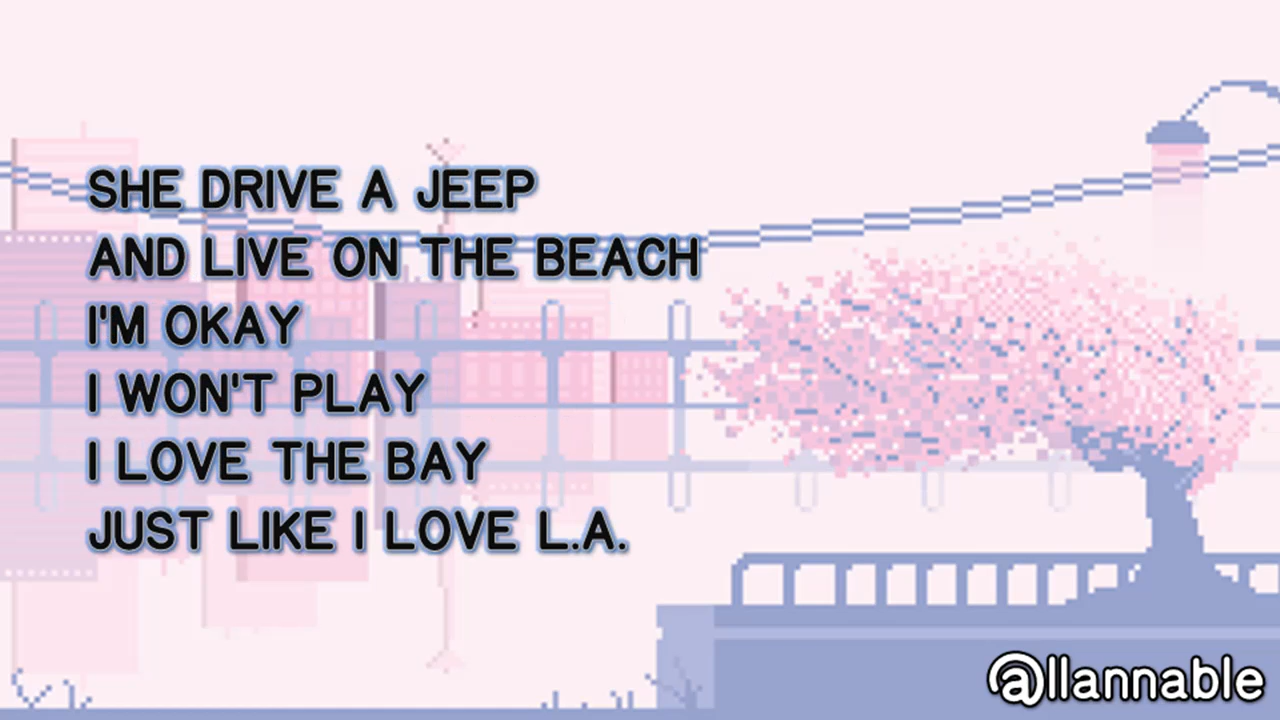 SHE DRIVE A JEEP
AND LIVE ON THE BEACH
I'M OKAY
I WON'T PLAY
I LOVE THE BAY
JUST LIKE I LOVE L.A.
@llannable